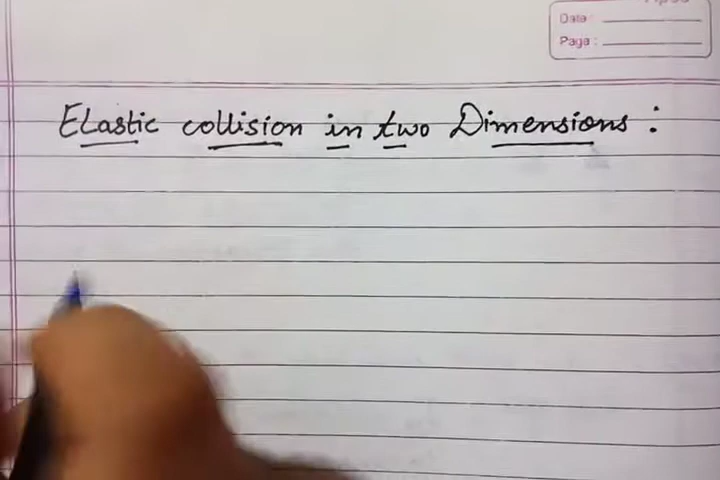 Date :
Page :
Elastic collision in two Dimensions :